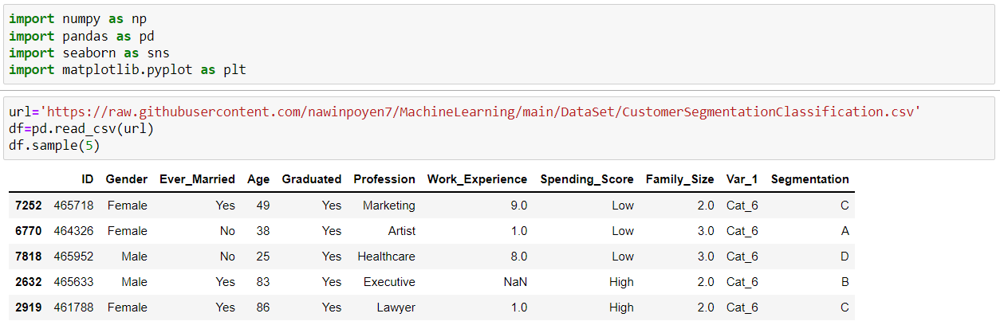 import numpy as np
import pandas as pd
import seaborn as sns
import matplotlib.pyplot as plt
url='https://raw.githubusercontent.com/nawinpoyen7/MachineLearning/main/DataSet/CustomerSegmentationClassification.csv'
df=pd.read_csv(url)
df.sample(5)
ID Gender Ever_Married Age Graduated Profession Work_Experience Spending_Score Family_Size Var_1 Segmentation
7252 465718 Female Yes 49 Yes Marketing 9.0 Low 2.0 Cat_6 C
6770 464326 Female No 38 Yes Artist 1.0 Low 3.0 Cat_6 A
7818 465952 Male No 25 Yes Healthcare 8.0 Low 3.0 Cat_6 D
2632 465633 Male Yes 83 Yes Executive NaN High 2.0 Cat_6 B
2919 461788 Female Yes 86 Yes Lawyer 1.0 High 2.0 Cat_6 C